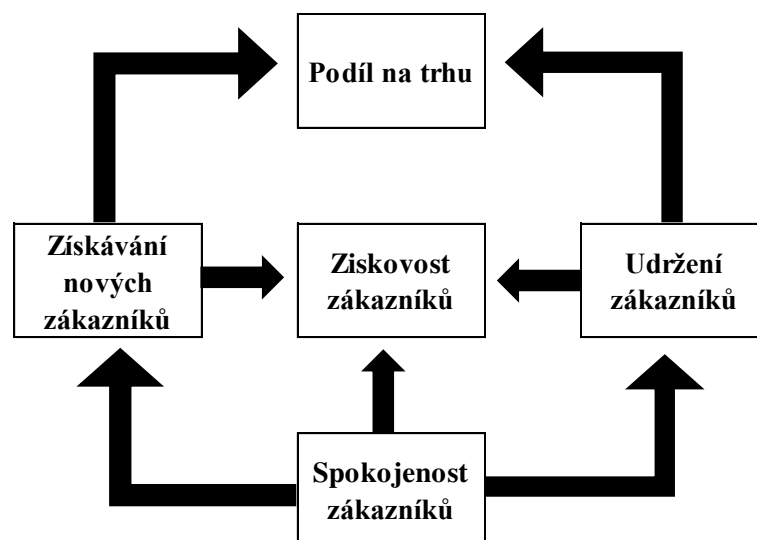 Podíl na trhu
Získávání
nových
zákazníků
Ziskovost
zákazníků
Udržení
zákazníků
Spokojenost
zákazníků